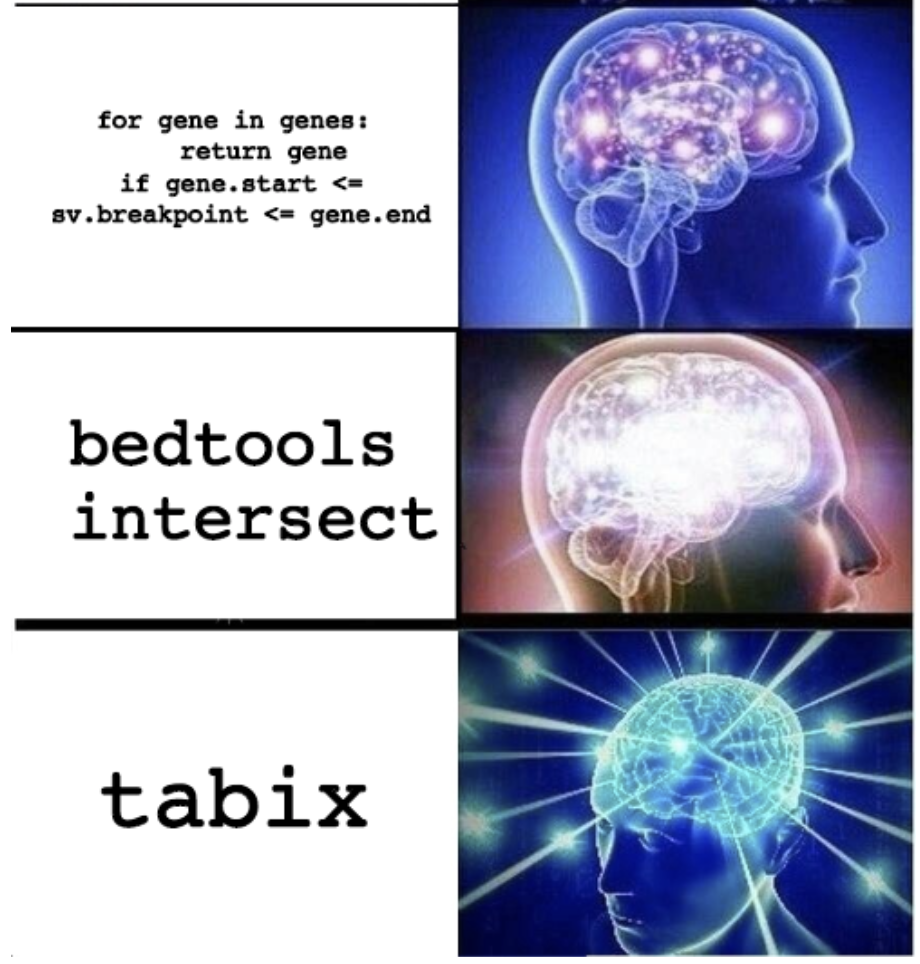 for gene in genes:
return gene
if gene.start <=
sv.breakpoint <= gene.end
bedtools
intersect
tabix